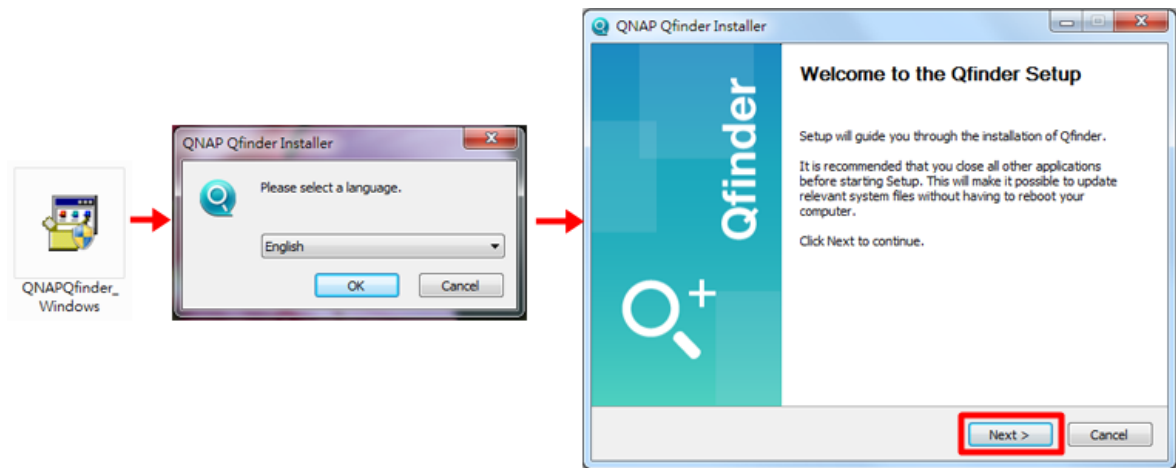 QNAPQfinder_
Windows
QNAP Qfinder Installer
Please select a language.
English
OK
Cancel
QNAP Qfinder Installer
Qfinder
Welcome to the Qfinder Setup
Setup will guide you through the installation of Qfinder.
It is recommended that you close all other applications
before starting Setup. This will make it possible to update
relevant system files without having to reboot your
computer.
Click Next to continue.
Next >
Cancel